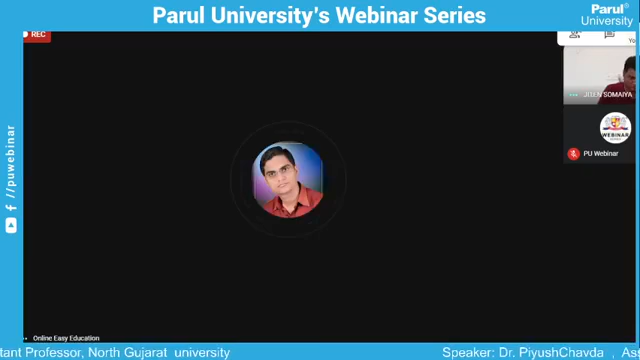 Parul University's Webinar Series
Parul®
University
REC
JITEN SOMAIYA
WEBINAR
PU Webinar
//puwebinar
Online Easy Education
tant Professor, North Gujarat university
Speaker: Dr. PiyushChavda , Ass